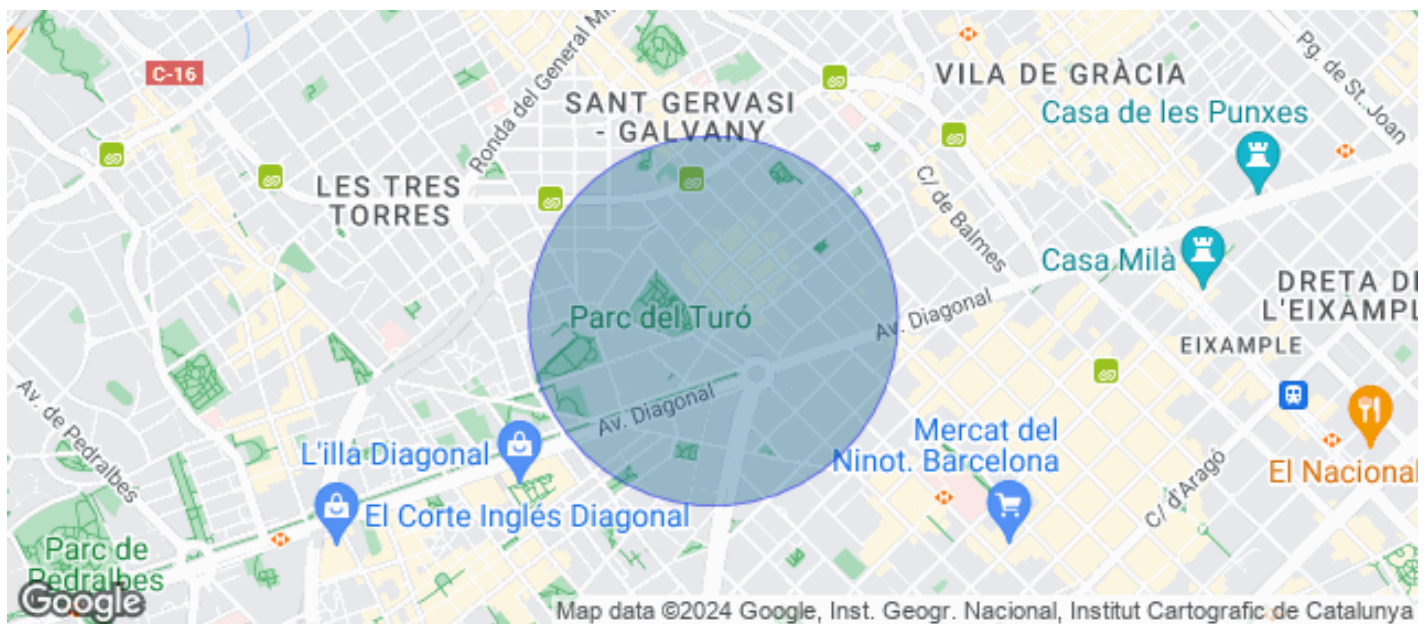 C-16
Ronda del General Mi
SANT GERVASI
- GALVANY
VILA DE GRÀCIA
Pg. de St. Joan
Casa de les Punxes
LES TRES
TORRES
C/ de Balmes
Casa Milà
DRETA DE
L'EIXAMPL
Parc del Turó
Av. Diagonal
EIXAMPLE
Av. de Pedralbes
Av. Diagonal
L'illa Diagonal
Mercat del
Ninot. Barcelona
El Nacional
C/ d'Aragó
El Corte Inglés Diagonal
Parc de
Pedralbes
Google
Map data ©2024 Google, Inst. Geogr. Nacional, Institut Cartografic de Catalunya